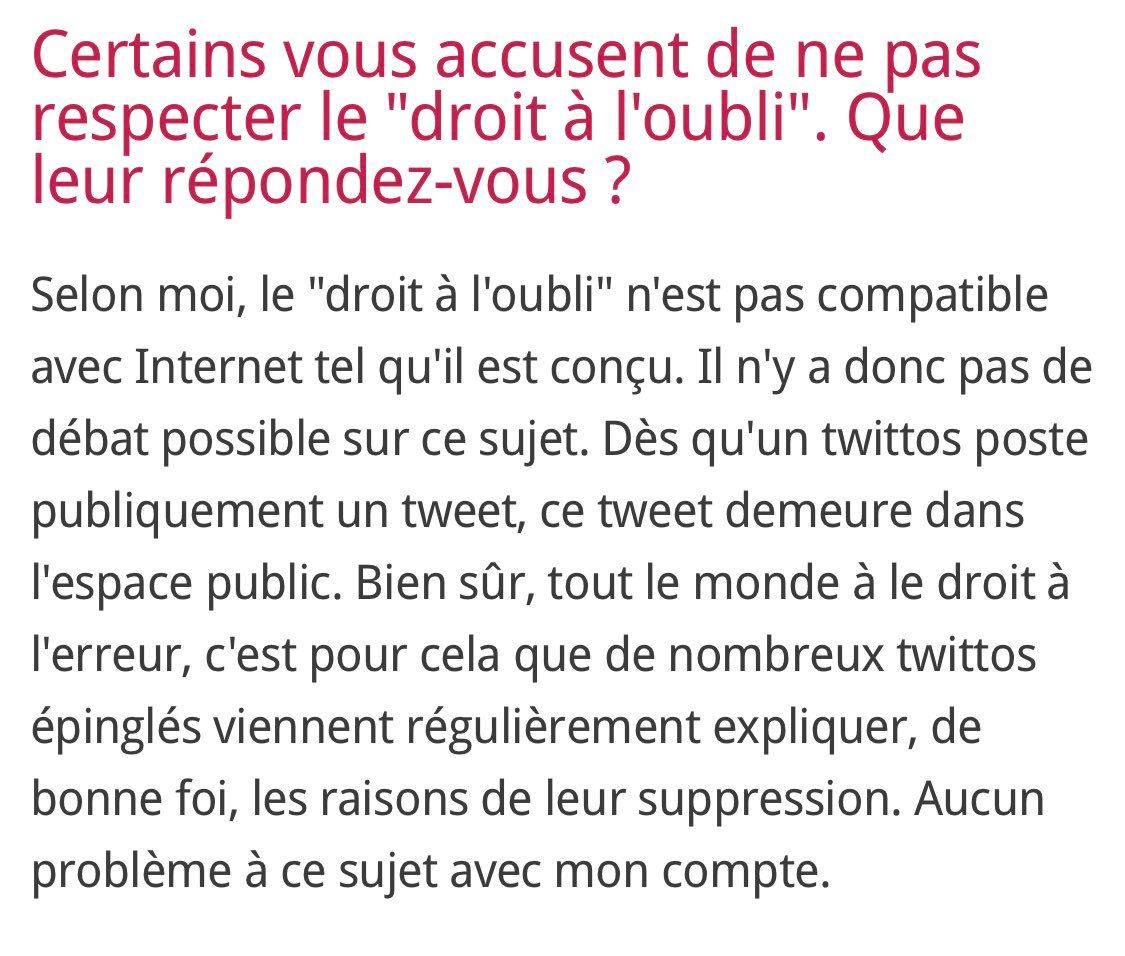 Certains vous accusent de ne pas
respecter le "droit à l'oubli". Que
leur répondez-vous ?
Selon moi, le "droit à l'oubli" n'est pas compatible
avec Internet tel qu'il est conçu. Il n'y a donc pas de
débat possible sur ce sujet. Dès qu'un twittos poste
publiquement un tweet, ce tweet demeure dans
l'espace public. Bien sûr, tout le monde à le droit à
l'erreur, c'est pour cela que de nombreux twittos
épinglés viennent régulièrement expliquer, de
bonne foi, les raisons de leur suppression. Aucun
problème à ce sujet avec mon compte.